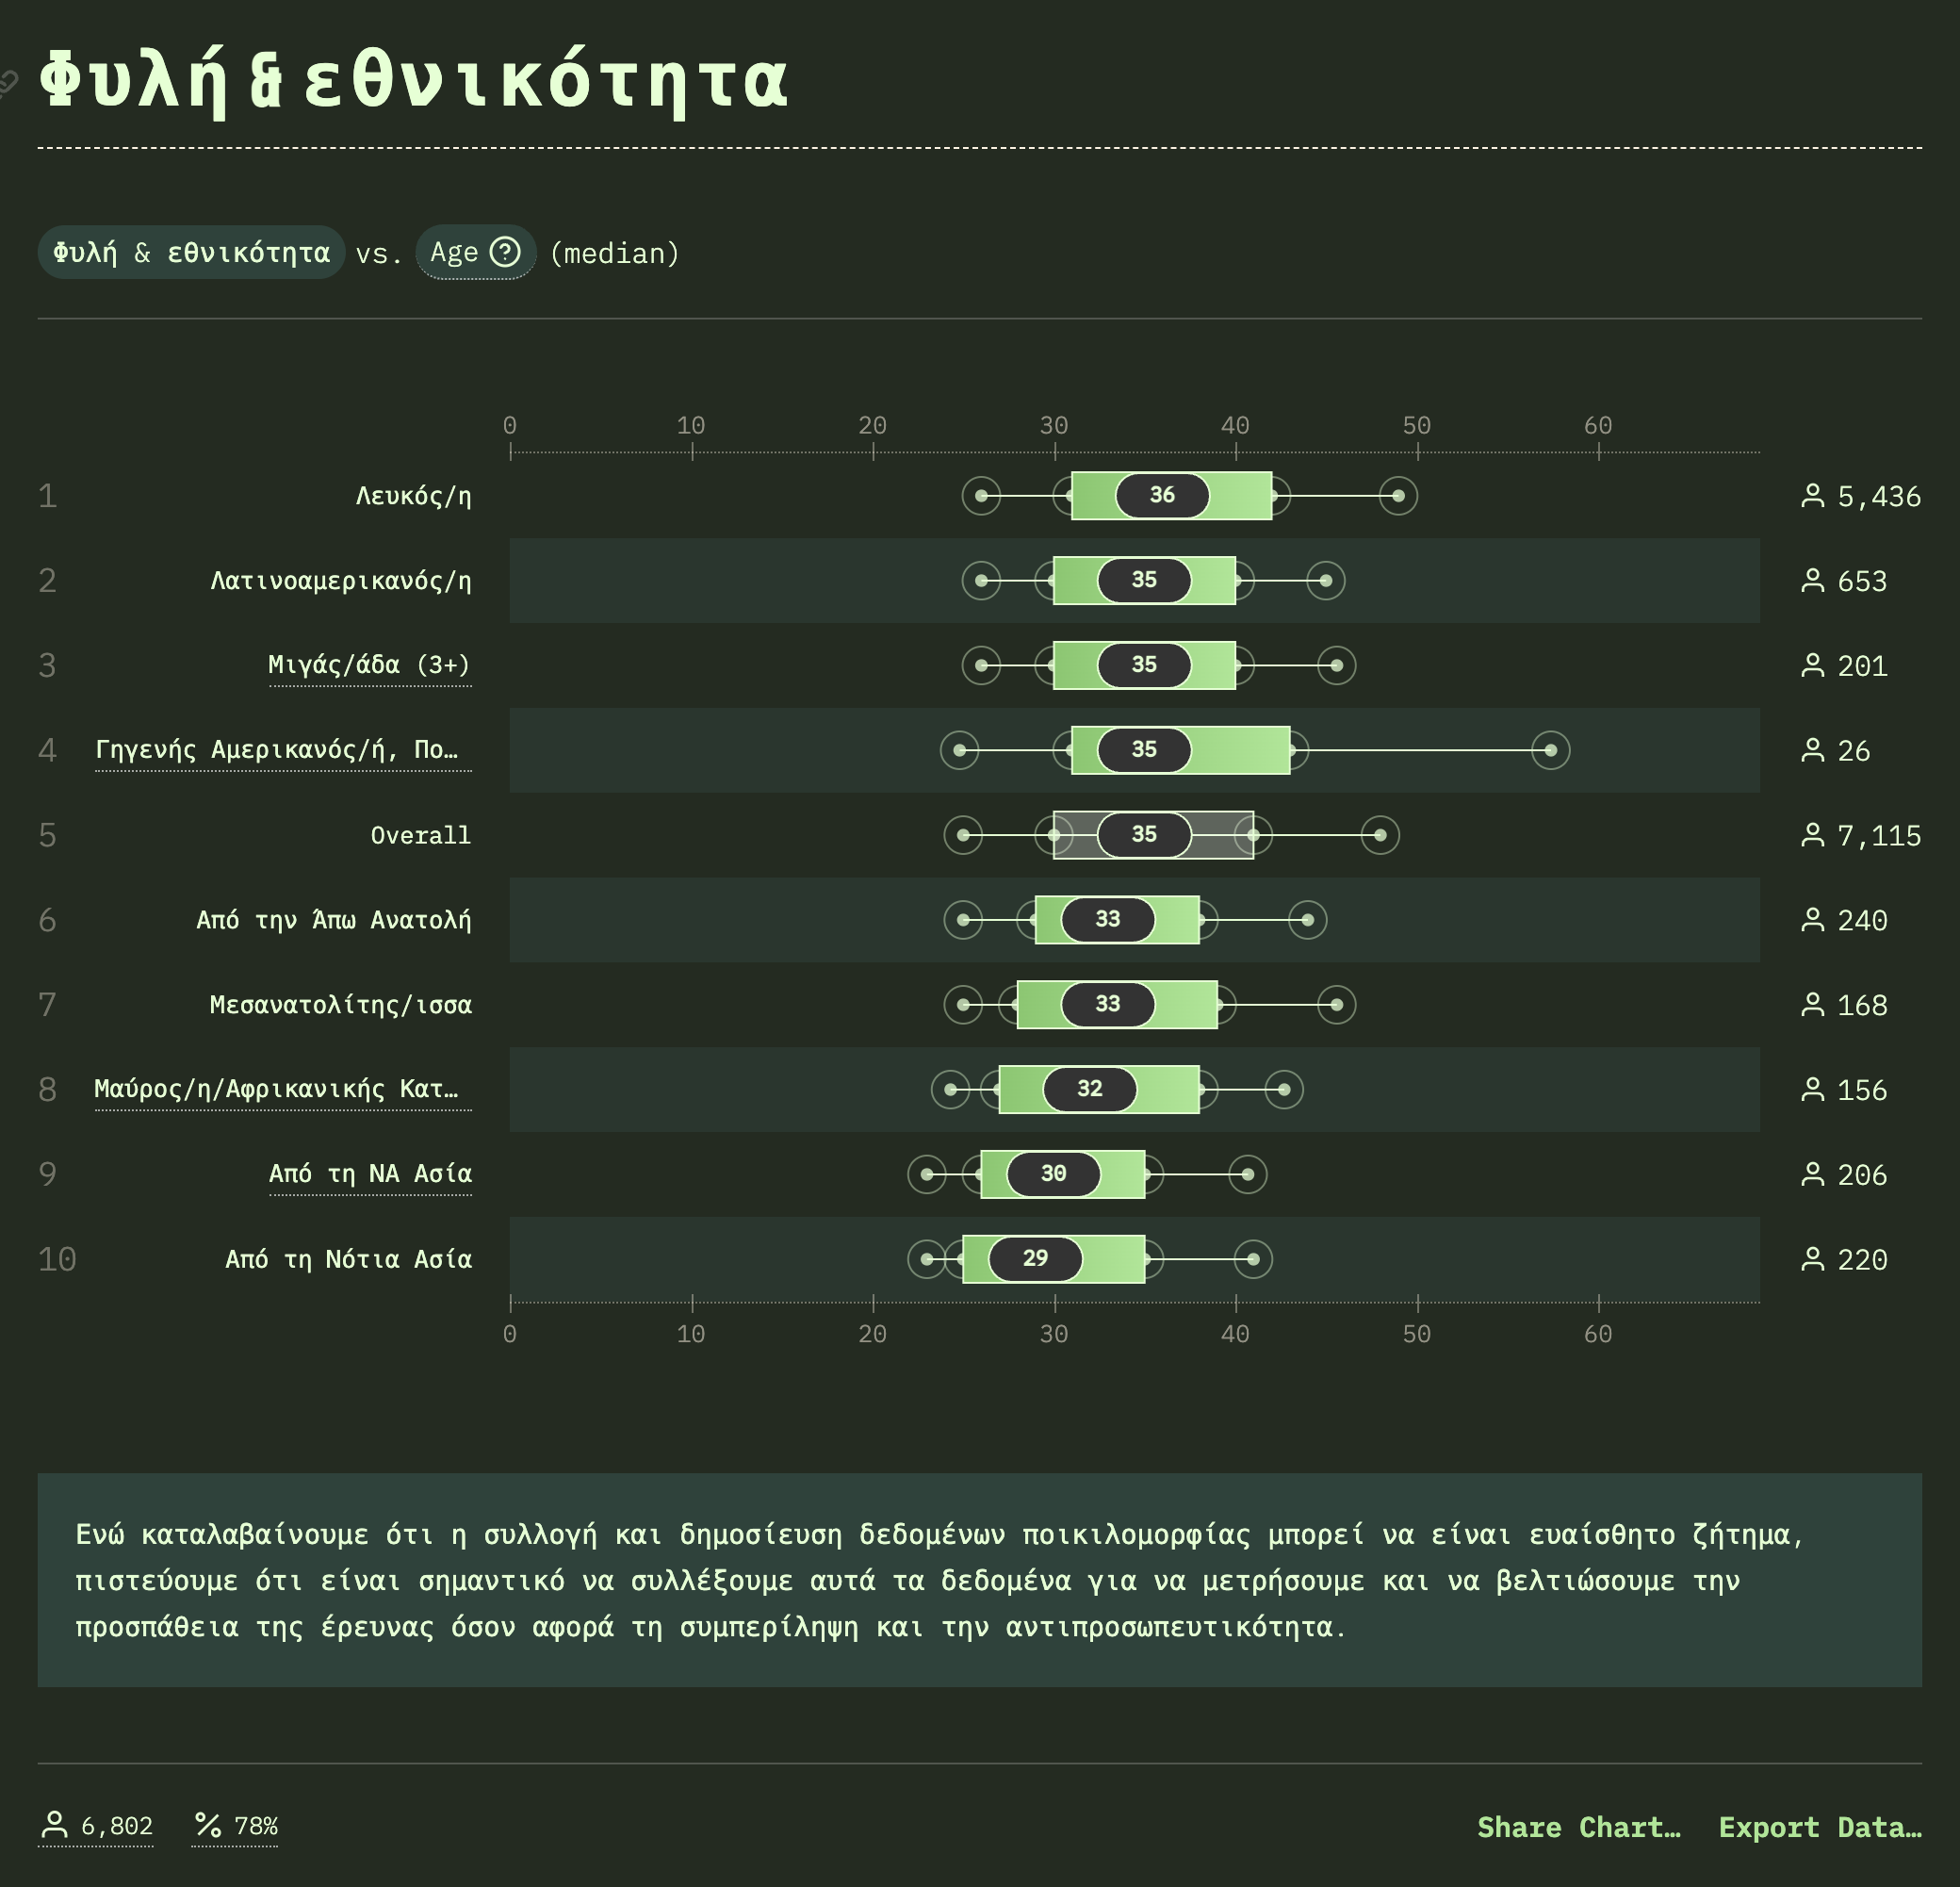 Φυλή & εθνικότητα
Φυλή & εθνικότητα vs. Age (median)
0 10 20 30 40 50 60
1 Λευκός/η 36 5,436
2 Λατινοαμερικανός/η 35 653
3 Μιγάς/άδα (3+) 35 201
4 Γηγενής Αμερικανός/ή, Πο… 35 26
5 Overall 35 7,115
6 Από την Άπω Ανατολή 33 240
7 Μεσανατολίτης/ισσα 33 168
8 Μαύρος/η/Αφρικανικής Κατ… 32 156
9 Από τη ΝΑ Ασία 30 206
10 Από τη Νότια Ασία 29 220
0 10 20 30 40 50 60
Ενώ καταλαβαίνουμε ότι η συλλογή και δημοσίευση δεδομένων ποικιλομορφίας μπορεί να είναι ευαίσθητο ζήτημα,
πιστεύουμε ότι είναι σημαντικό να συλλέξουμε αυτά τα δεδομένα για να μετρήσουμε και να βελτιώσουμε την
προσπάθεια της έρευνας όσον αφορά τη συμπερίληψη και την αντιπροσωπευτικότητα.
6,802 78% Share Chart… Export Data…